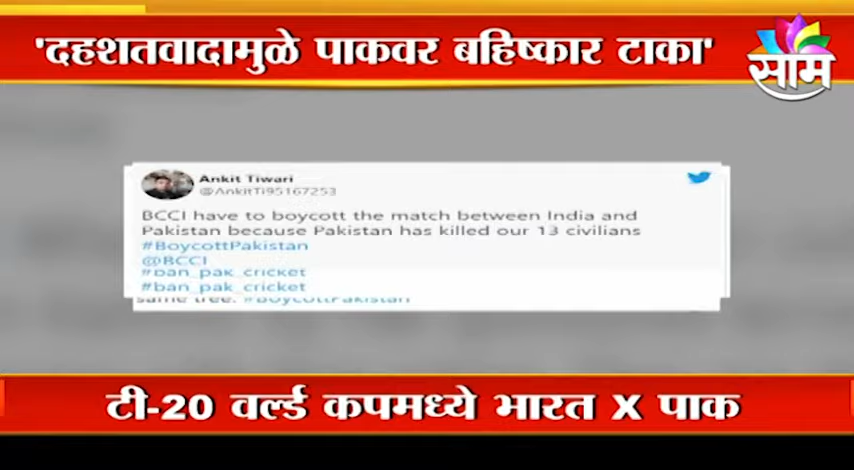 'दहशतवादामुळे पाकवर बहिष्कार टाका'
साम
Ankit Tiwari
@AnkitTi95167253
BCCI have to boycott the match between India and
Pakistan because Pakistan has killed our 13 civilians
#BoycottPakistan
@BCCI
#ban_pak_cricket
#ban_pak_cricket
same tree. #BoycottPakistan
टी-20 वर्ल्ड कपमध्ये भारत X पाक